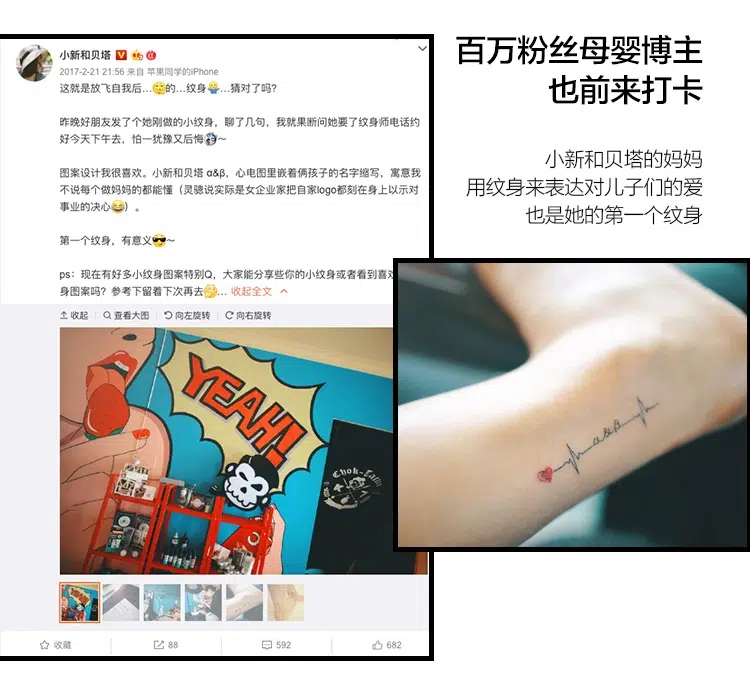 小新和贝塔
2017-2-21 21:56 来自 苹果同学的iPhone
这就是放飞自我后...🤔的...纹身🤷...猜对了吗?
昨晚好朋友发了个她刚做的小纹身，聊了几句，我就果断问她要了纹身师电话约
好今天下午去，怕一犹豫又后悔～
图案设计我很喜欢。小新和贝塔 α&β，心电图里嵌着俩孩子的名字缩写，寓意我
不说每个做妈妈的都能懂（灵骢说实际是女企业家把自家logo都刻在身上以示对
事业的决心😂）。
第一个纹身，有意义😎～
ps：现在有好多小纹身图案特别Q，大家能分享些你的小纹身或者看到喜欢
身图案吗？参考下留着下次再去🤔... 收起全文
收起 查看大图 向左旋转 向右旋转
YEAH!
收藏 88 592 682
百万粉丝母婴博主
也前来打卡
小新和贝塔的妈妈
用纹身来表达对儿子们的爱
也是她的第一个纹身
α&β